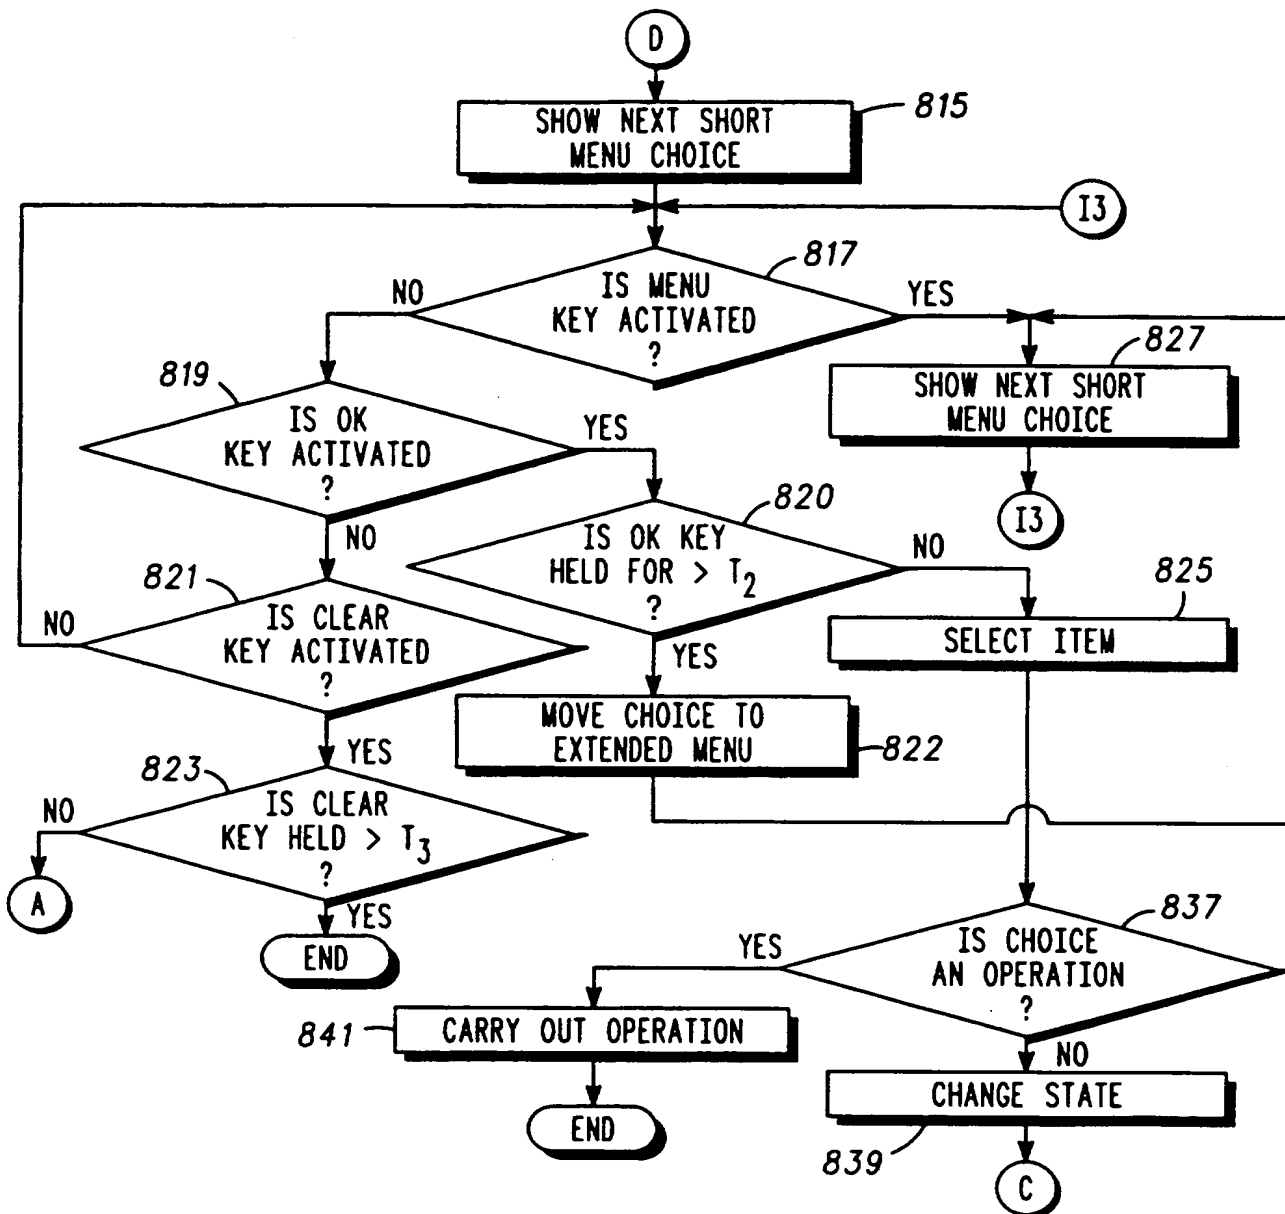 D
SHOW NEXT SHORT
MENU CHOICE
815
I3
IS MENU
KEY ACTIVATED
?
817
NO
YES
SHOW NEXT SHORT
MENU CHOICE
827
I3
819
IS OK
KEY ACTIVATED
?
YES
NO
820
IS OK KEY
HELD FOR > T2
?
NO
YES
825
SELECT ITEM
821
IS CLEAR
KEY ACTIVATED
?
NO
YES
MOVE CHOICE TO
EXTENDED MENU
822
823
IS CLEAR
KEY HELD > T3
?
NO
A
YES
END
837
IS CHOICE
AN OPERATION
?
YES
NO
841
CARRY OUT OPERATION
END
CHANGE STATE
839
C